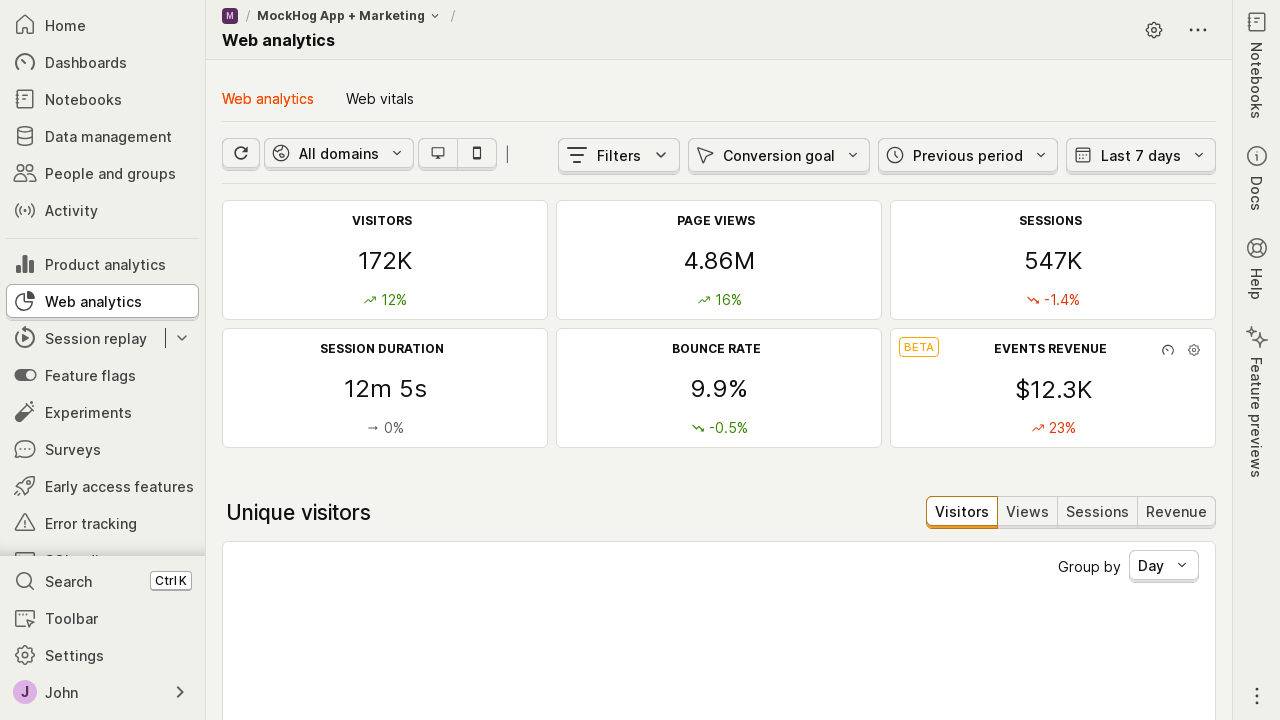 Home
Dashboards
Notebooks
Data management
People and groups
Activity
Product analytics
Web analytics
Session replay
Feature flags
Experiments
Surveys
Early access features
Error tracking
Search Ctrl K
Toolbar
Settings
J John
M / MockHog App + Marketing /
Web analytics
Web analytics Web vitals
All domains Filters Conversion goal Previous period Last 7 days
VISITORS
172K
12%
PAGE VIEWS
4.86M
16%
SESSIONS
547K
-1.4%
SESSION DURATION
12m 5s
0%
BOUNCE RATE
9.9%
-0.5%
BETA EVENTS REVENUE
$12.3K
23%
Unique visitors Visitors Views Sessions Revenue
Group by Day
Notebooks
Docs
Help
Feature previews